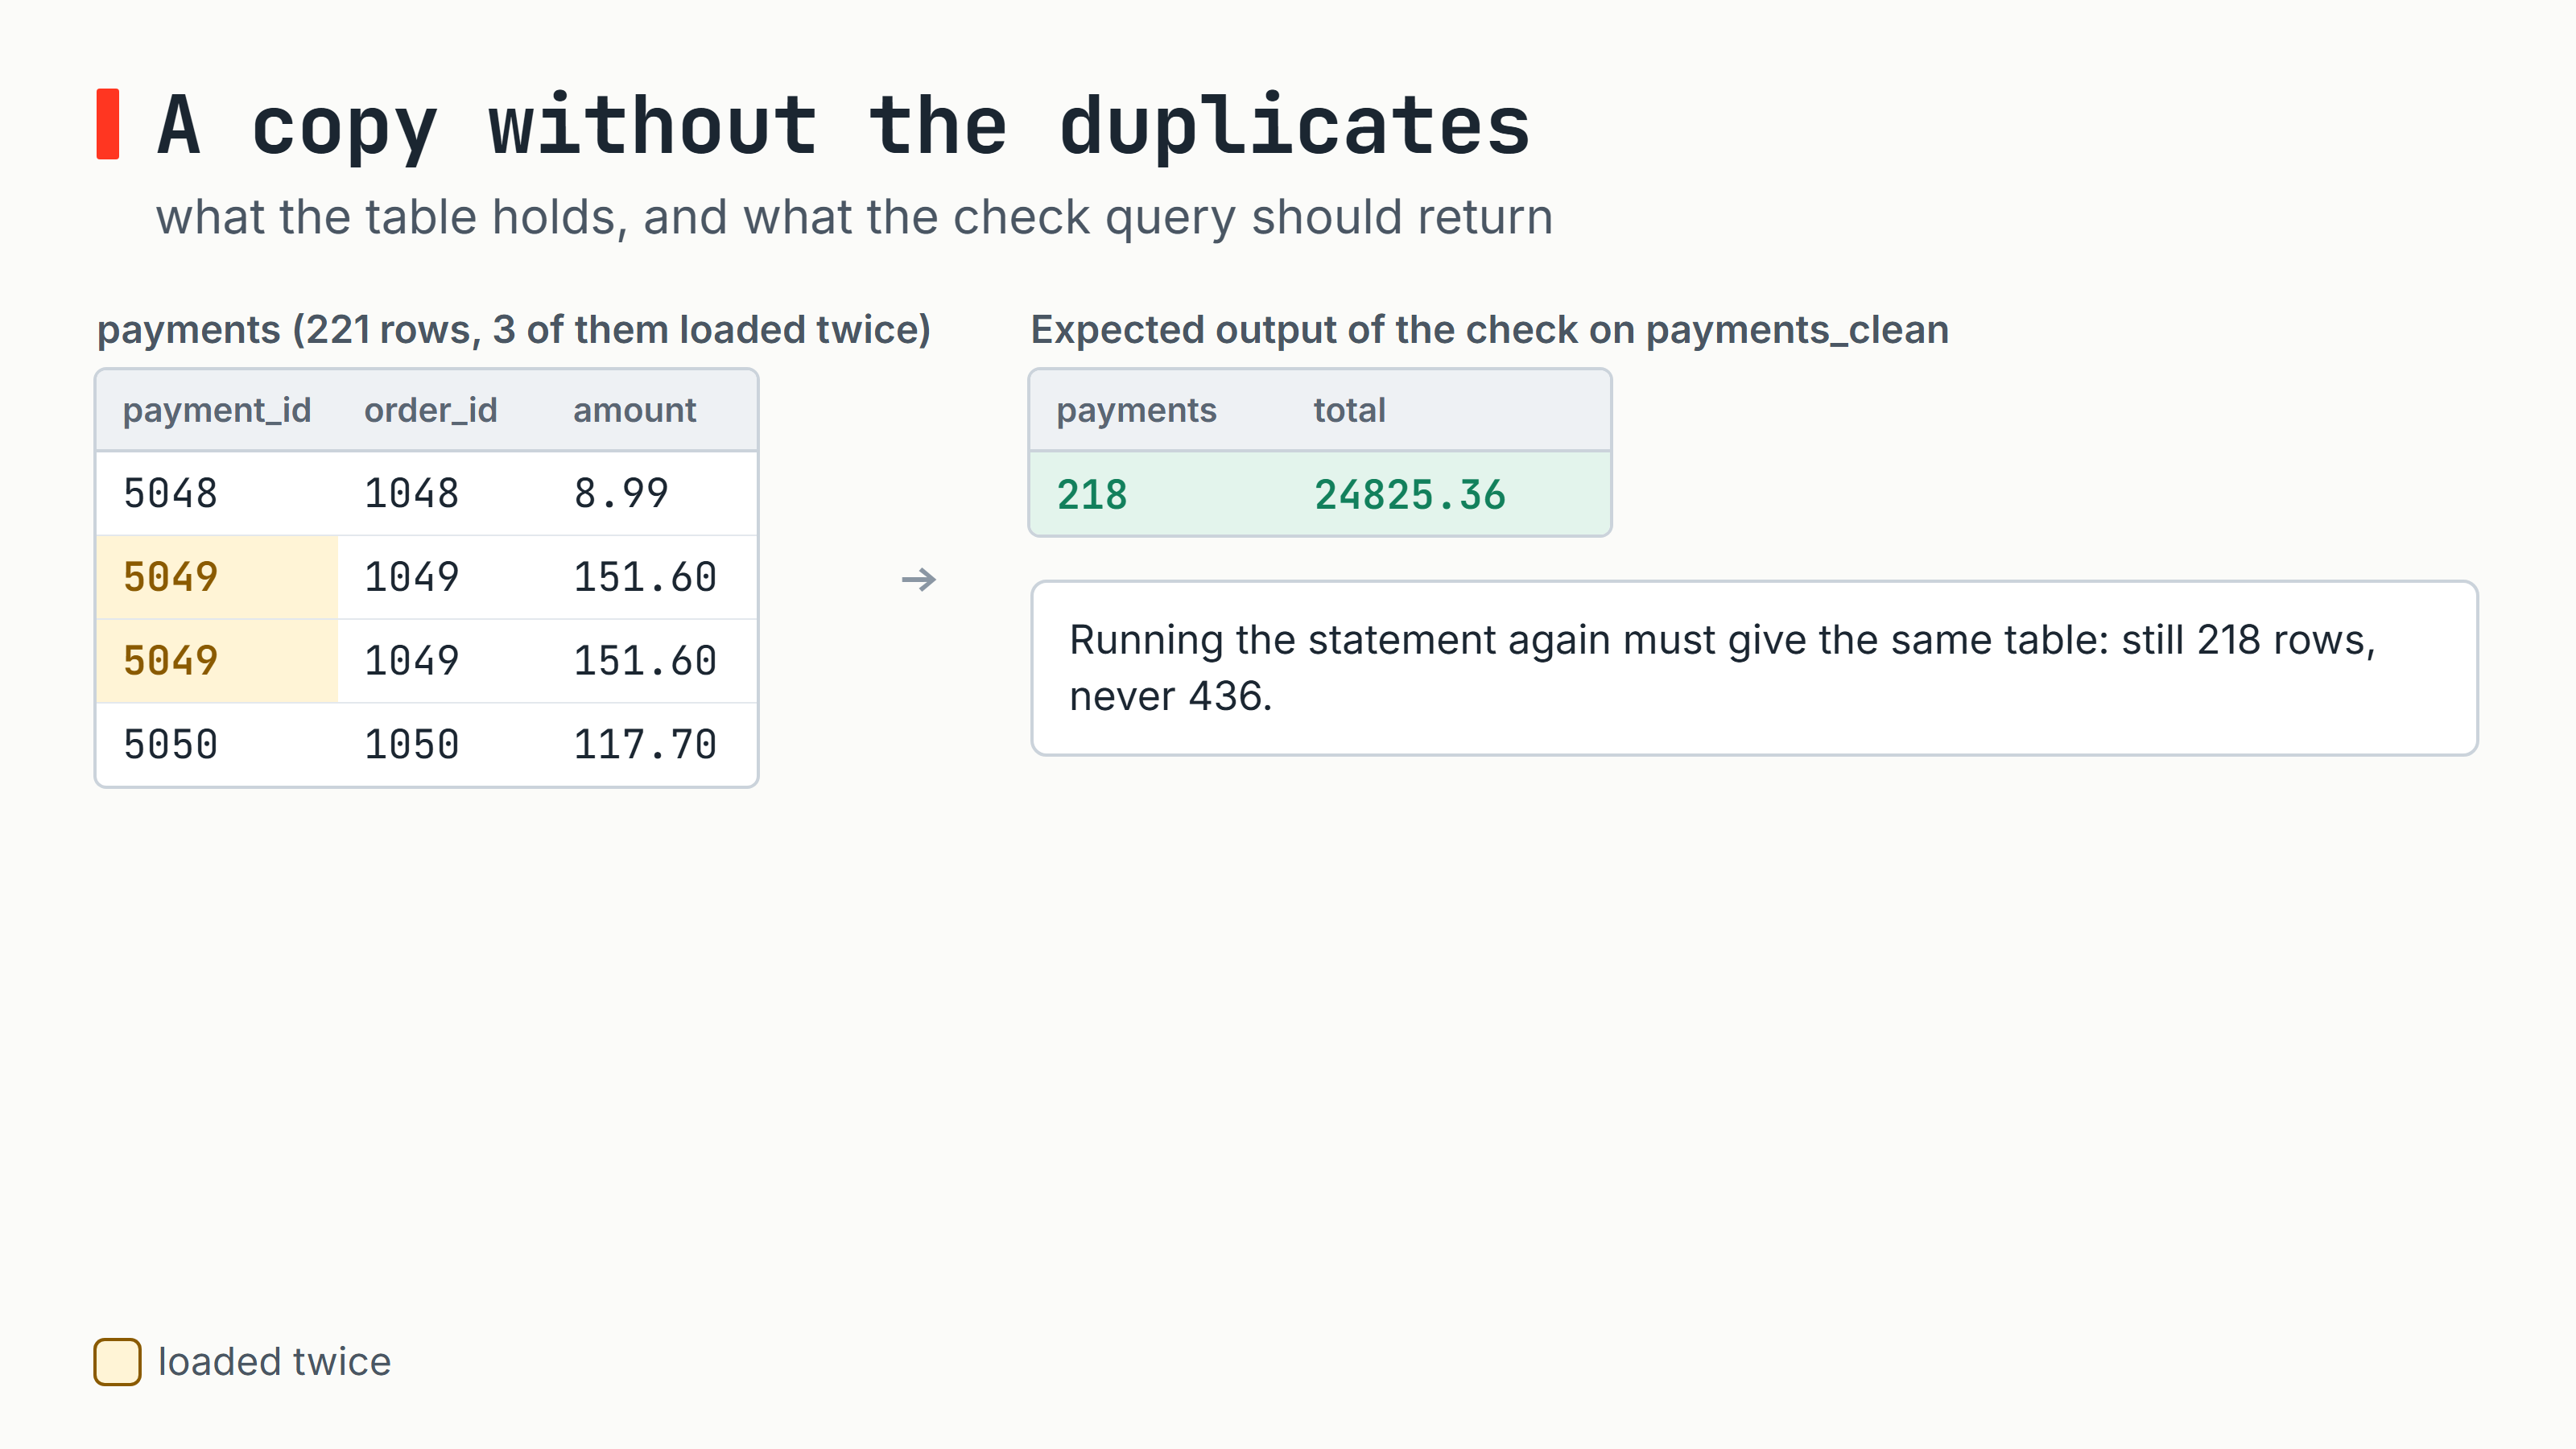 A copy without the duplicates
what the table holds, and what the check query should return
payments (221 rows, 3 of them loaded twice)
payment_id order_id amount
5048 1048 8.99
5049 1049 151.60
5049 1049 151.60
5050 1050 117.70
→
Expected output of the check on payments_clean
payments total
218 24825.36
Running the statement again must give the same table: still 218 rows,
never 436.
loaded twice